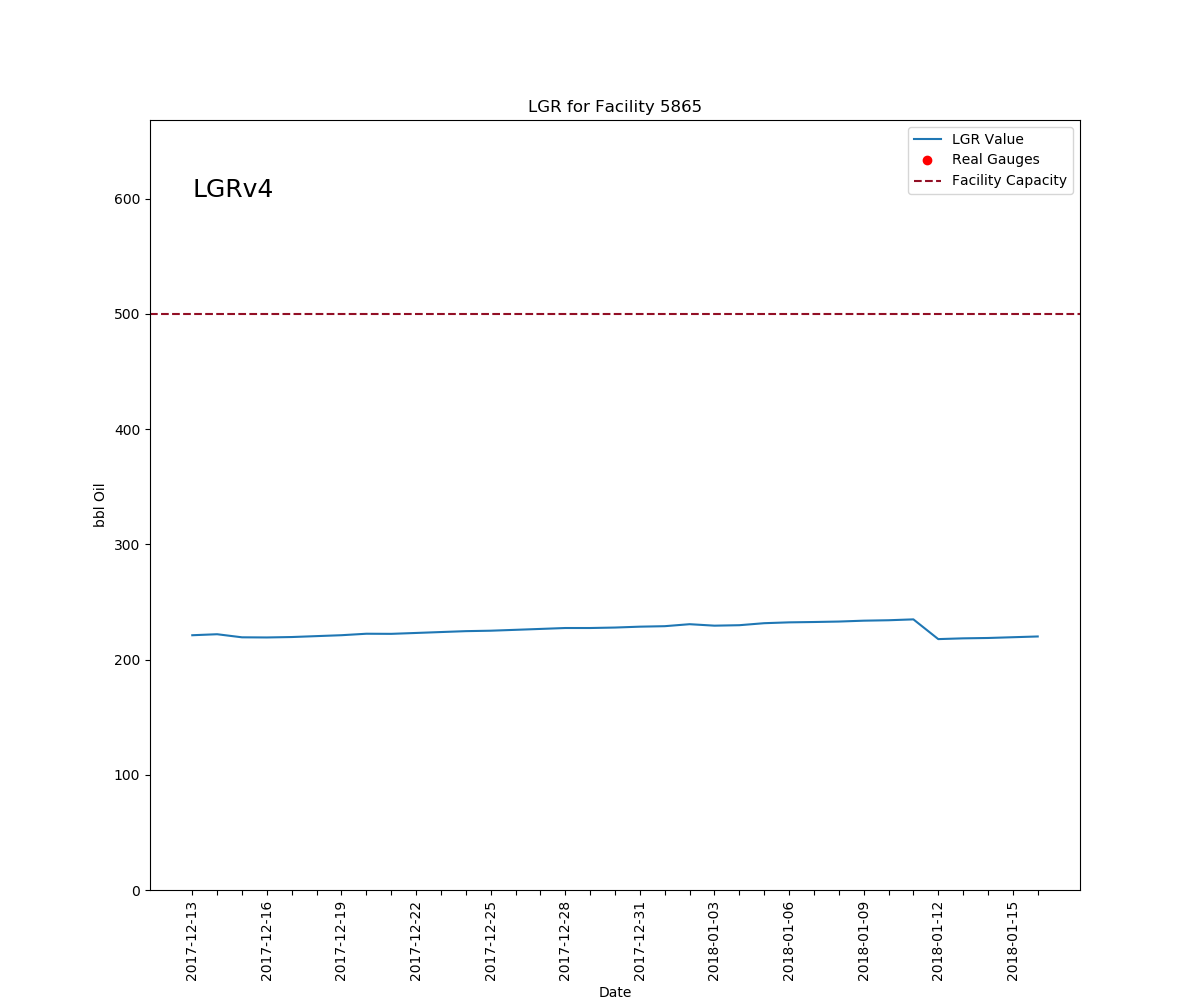 LGR for Facility 5865
LGRv4
LGR Value
Real Gauges
Facility Capacity
600
500
400
300
200
100
0
bbl Oil
2017-12-13
2017-12-16
2017-12-19
2017-12-22
2017-12-25
2017-12-28
2017-12-31
2018-01-03
2018-01-06
2018-01-09
2018-01-12
2018-01-15
Date